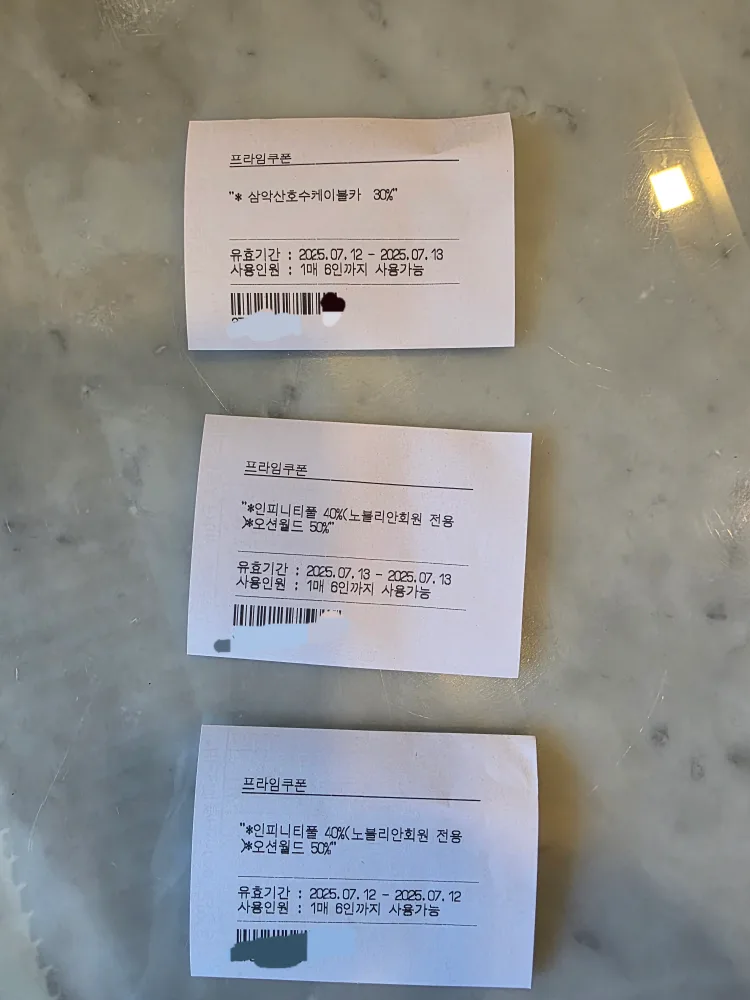 프라임쿠폰
"* 삼악산호수케이블카 30%"
유효기간 : 2025.07.12 - 2025.07.13
사용인원 : 1매 6인까지 사용가능
프라임쿠폰
"*인피니티풀 40%(노블리안회원 전용
)*오션월드 50%"
유효기간 : 2025.07.13 - 2025.07.13
사용인원 : 1매 6인까지 사용가능
프라임쿠폰
"*인피니티풀 40%(노블리안회원 전용
)*오션월드 50%"
유효기간 : 2025.07.12 - 2025.07.12
사용인원 : 1매 6인까지 사용가능